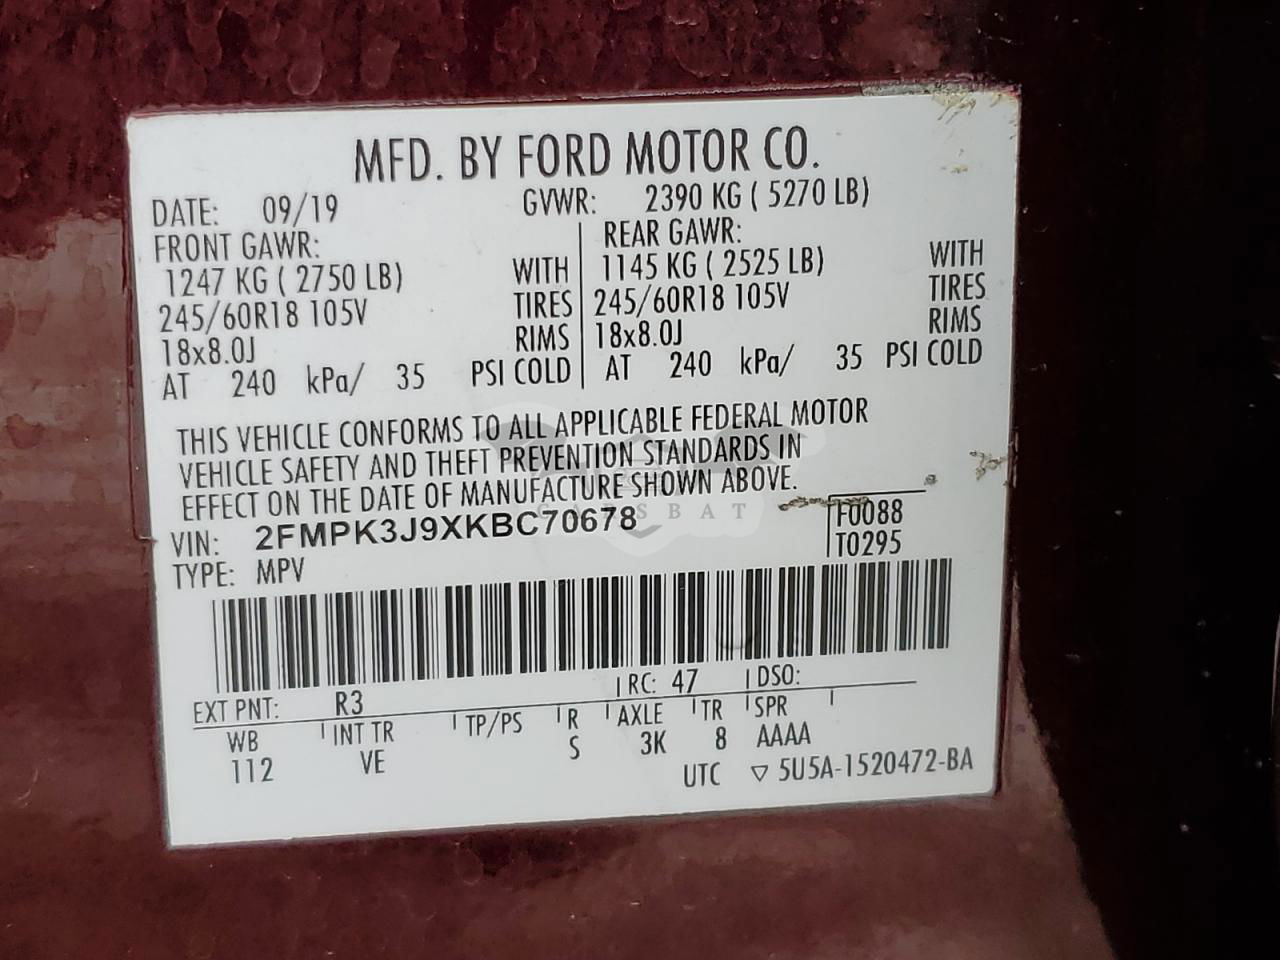 MFD. BY FORD MOTOR CO.
DATE: 09/19 GVWR: 2390 KG ( 5270 LB)
FRONT GAWR: REAR GAWR:
1247 KG ( 2750 LB) WITH 1145 KG ( 2525 LB) WITH
245/60R18 105V TIRES 245/60R18 105V TIRES
18x8.0J RIMS 18x8.0J RIMS
AT 240 kPa/ 35 PSI COLD AT 240 kPa/ 35 PSI COLD
THIS VEHICLE CONFORMS TO ALL APPLICABLE FEDERAL MOTOR
VEHICLE SAFETY AND THEFT PREVENTION STANDARDS IN
EFFECT ON THE DATE OF MANUFACTURE SHOWN ABOVE.
CARSBAT
VIN: 2FMPK3J9XKBC70678 F0088
TYPE: MPV T0295
EXT PNT: R3 RC: 47 DSO:
WB INT TR TP/PS R AXLE TR SPR
112 VE S 3K 8 AAAA
UTC ▽ 5U5A-1520472-BA